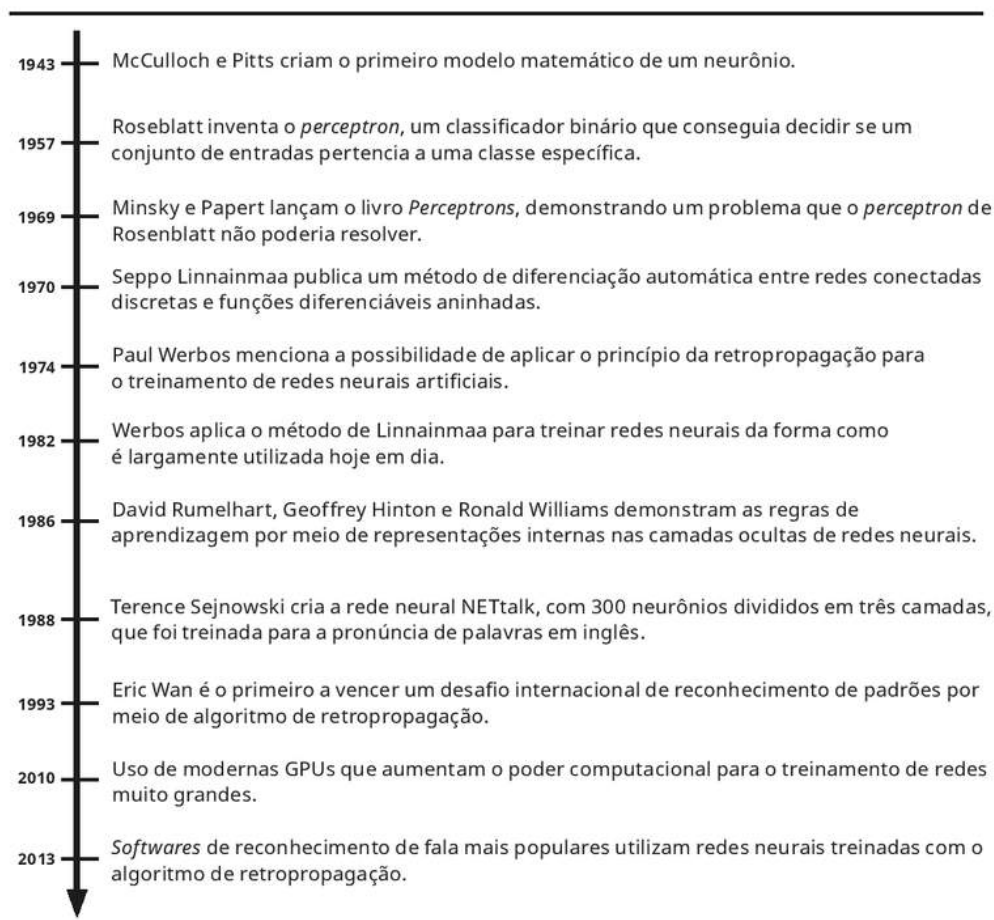 1943
McCulloch e Pitts criam o primeiro modelo matemático de um neurônio.
1957
Roseblatt inventa o perceptron, um classificador binário que conseguia decidir se um
conjunto de entradas pertencia a uma classe específica.
1969
Minsky e Papert lançam o livro Perceptrons, demonstrando um problema que o perceptron de
Rosenblatt não poderia resolver.
1970
Seppo Linnainmaa publica um método de diferenciação automática entre redes conectadas
discretas e funções diferenciáveis aninhadas.
1974
Paul Werbos menciona a possibilidade de aplicar o princípio da retropropagação para
o treinamento de redes neurais artificiais.
1982
Werbos aplica o método de Linnainmaa para treinar redes neurais da forma como
é largamente utilizada hoje em dia.
1986
David Rumelhart, Geoffrey Hinton e Ronald Williams demonstram as regras de
aprendizagem por meio de representações internas nas camadas ocultas de redes neurais.
1988
Terence Sejnowski cria a rede neural NETtalk, com 300 neurônios divididos em três camadas,
que foi treinada para a pronúncia de palavras em inglês.
1993
Eric Wan é o primeiro a vencer um desafio internacional de reconhecimento de padrões por
meio de algoritmo de retropropagação.
2010
Uso de modernas GPUs que aumentam o poder computacional para o treinamento de redes
muito grandes.
2013
Softwares de reconhecimento de fala mais populares utilizam redes neurais treinadas com o
algoritmo de retropropagação.